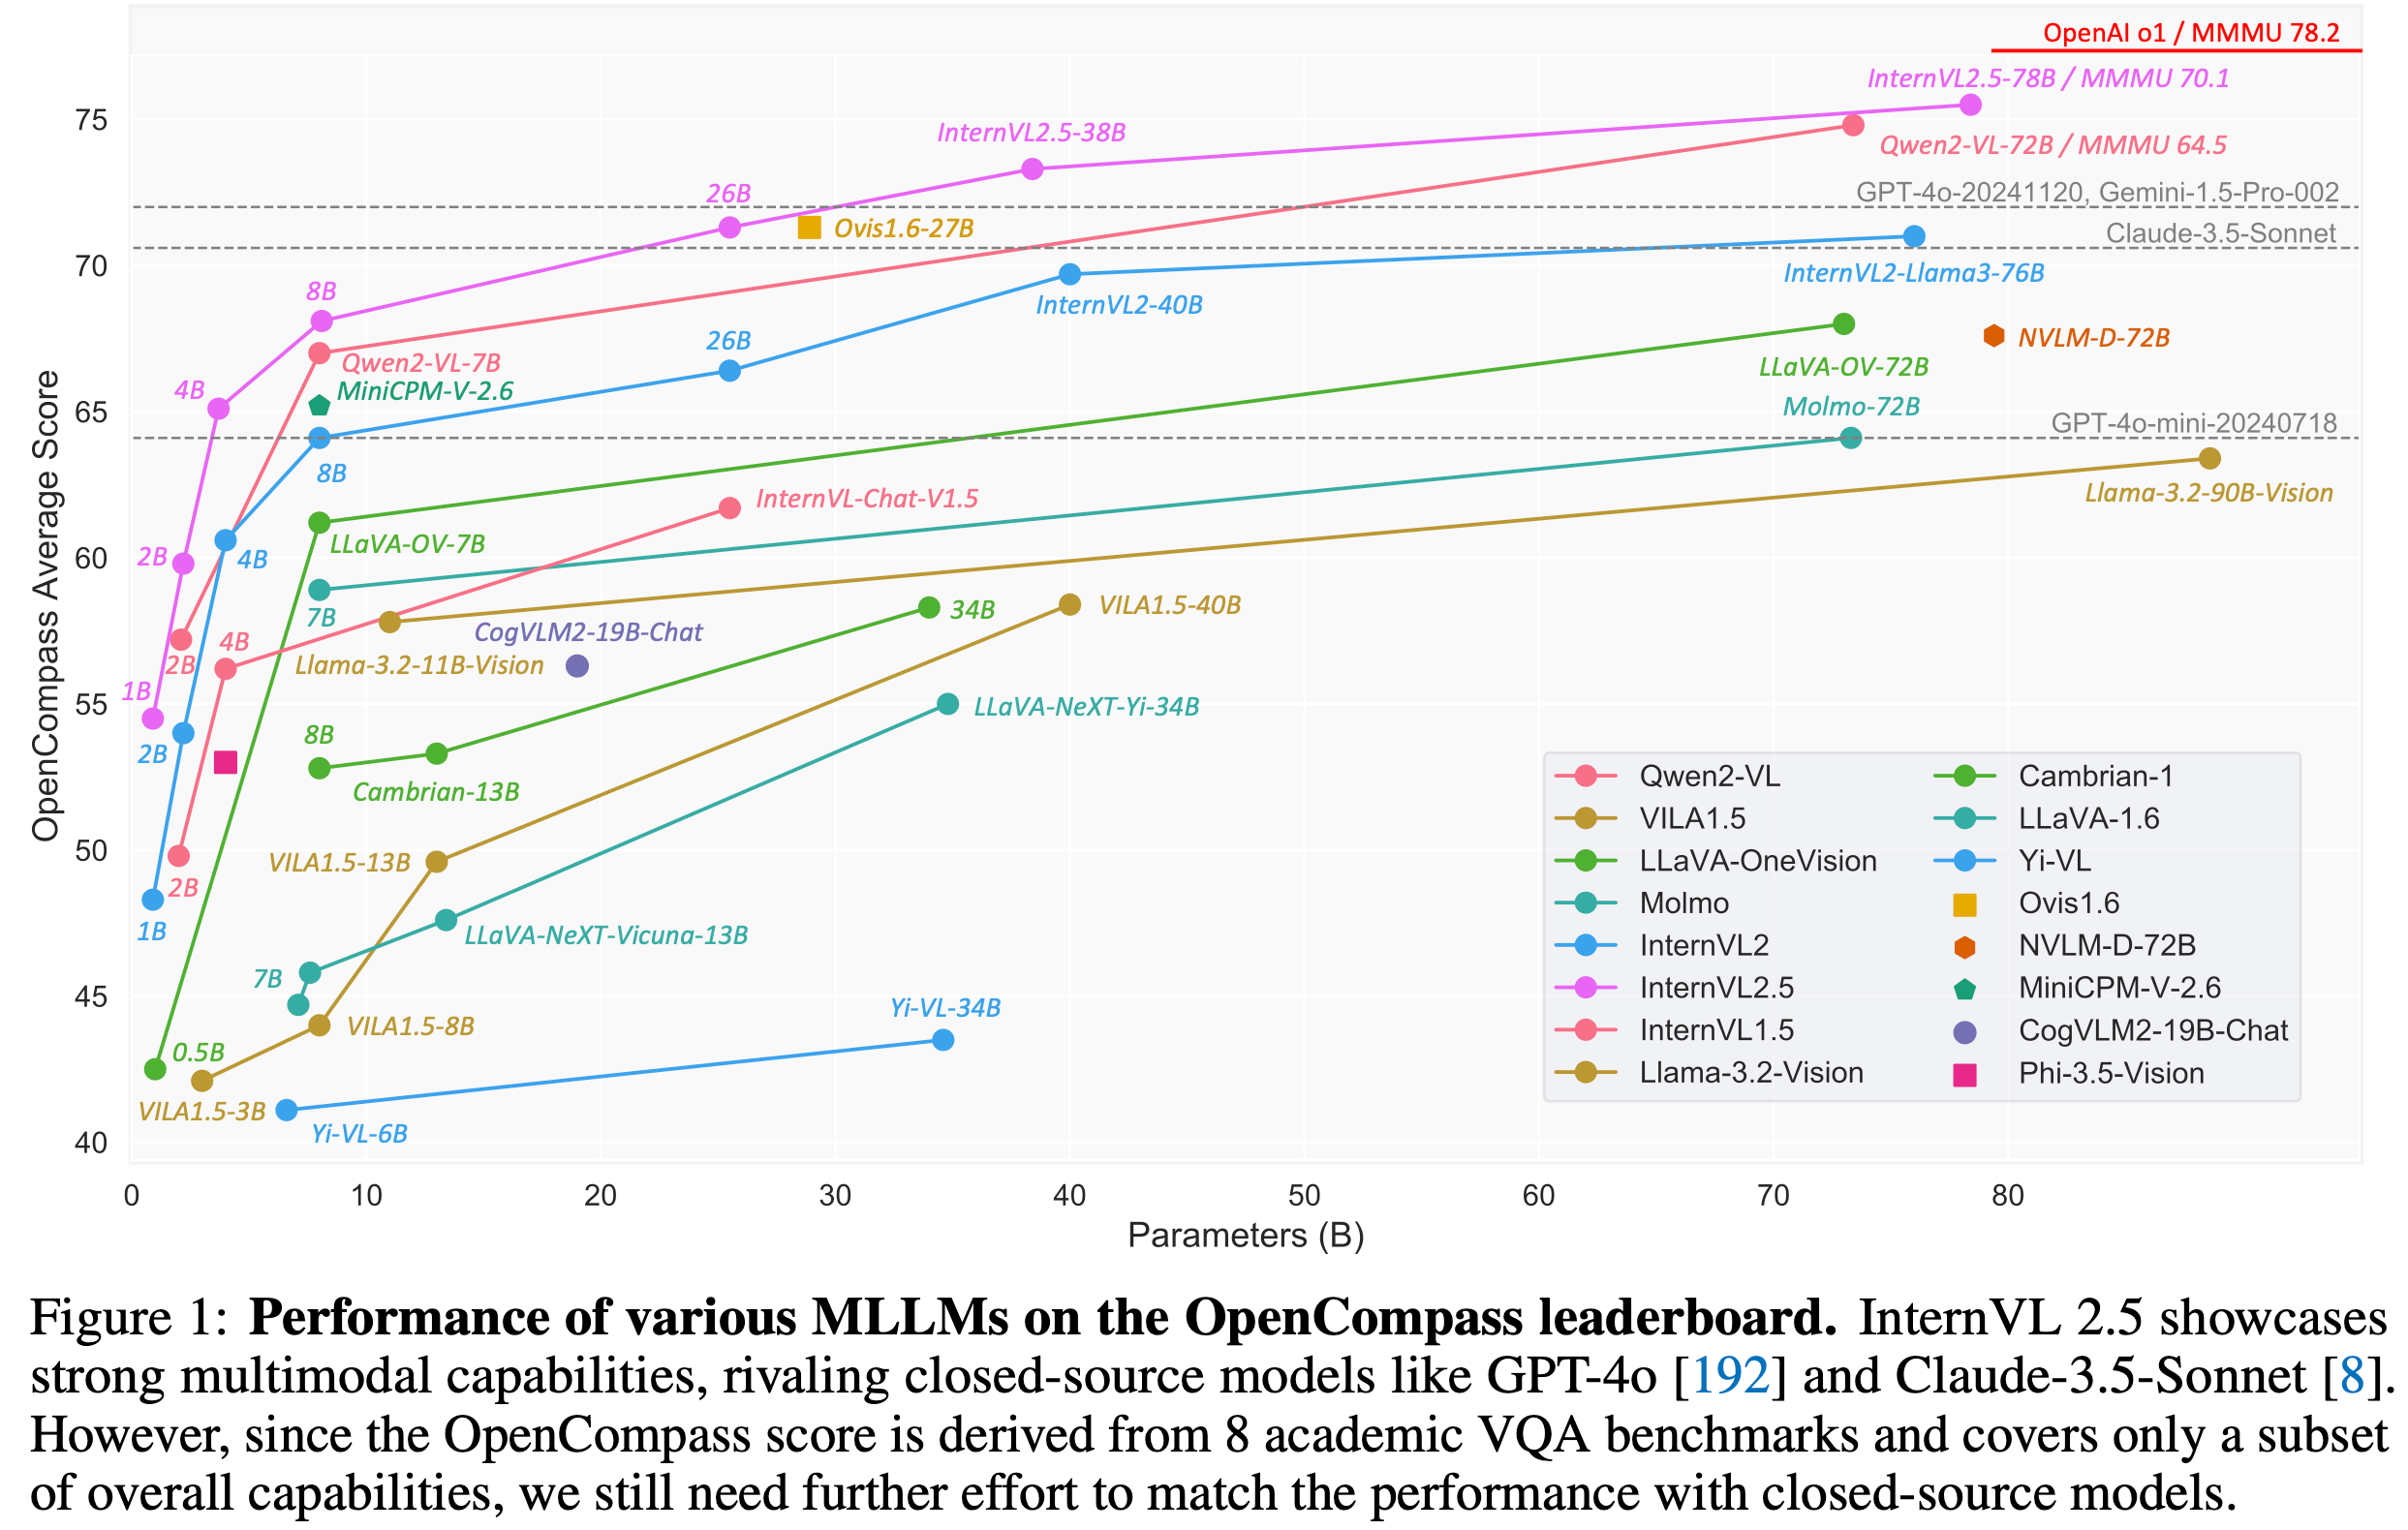 OpenAI o1 / MMMU 78.2
InternVL2.5-78B / MMMU 70.1
75
InternVL2.5-38B
Qwen2-VL-72B / MMMU 64.5
26B
GPT-4o-20241120, Gemini-1.5-Pro-002
Ovis1.6-27B
Claude-3.5-Sonnet
70
InternVL2-Llama3-76B
8B
InternVL2-40B
26B
NVLM-D-72B
Qwen2-VL-7B
LLaVA-OV-72B
4B
MiniCPM-V-2.6
65
Molmo-72B
GPT-4o-mini-20240718
8B
Llama-3.2-90B-Vision
InternVL-Chat-V1.5
LLaVA-OV-7B
2B
60
4B
7B
34B
VILA1.5-40B
CogVLM2-19B-Chat
4B
2B
Llama-3.2-11B-Vision
1B
55
LLaVA-NeXT-Yi-34B
8B
2B
Cambrian-13B
50
VILA1.5-13B
2B
1B
LLaVA-NeXT-Vicuna-13B
7B
45
Yi-VL-34B
VILA1.5-8B
0.5B
VILA1.5-3B
Yi-VL-6B
40
OpenCompass Average Score
Qwen2-VL
VILA1.5
LLaVA-OneVision
Molmo
InternVL2
InternVL2.5
InternVL1.5
Llama-3.2-Vision
Cambrian-1
LLaVA-1.6
Yi-VL
Ovis1.6
NVLM-D-72B
MiniCPM-V-2.6
CogVLM2-19B-Chat
Phi-3.5-Vision
0 10 20 30 40 50 60 70 80
Parameters (B)
Figure 1: Performance of various MLLMs on the OpenCompass leaderboard. InternVL 2.5 showcases
strong multimodal capabilities, rivaling closed-source models like GPT-4o [192] and Claude-3.5-Sonnet [8].
However, since the OpenCompass score is derived from 8 academic VQA benchmarks and covers only a subset
of overall capabilities, we still need further effort to match the performance with closed-source models.